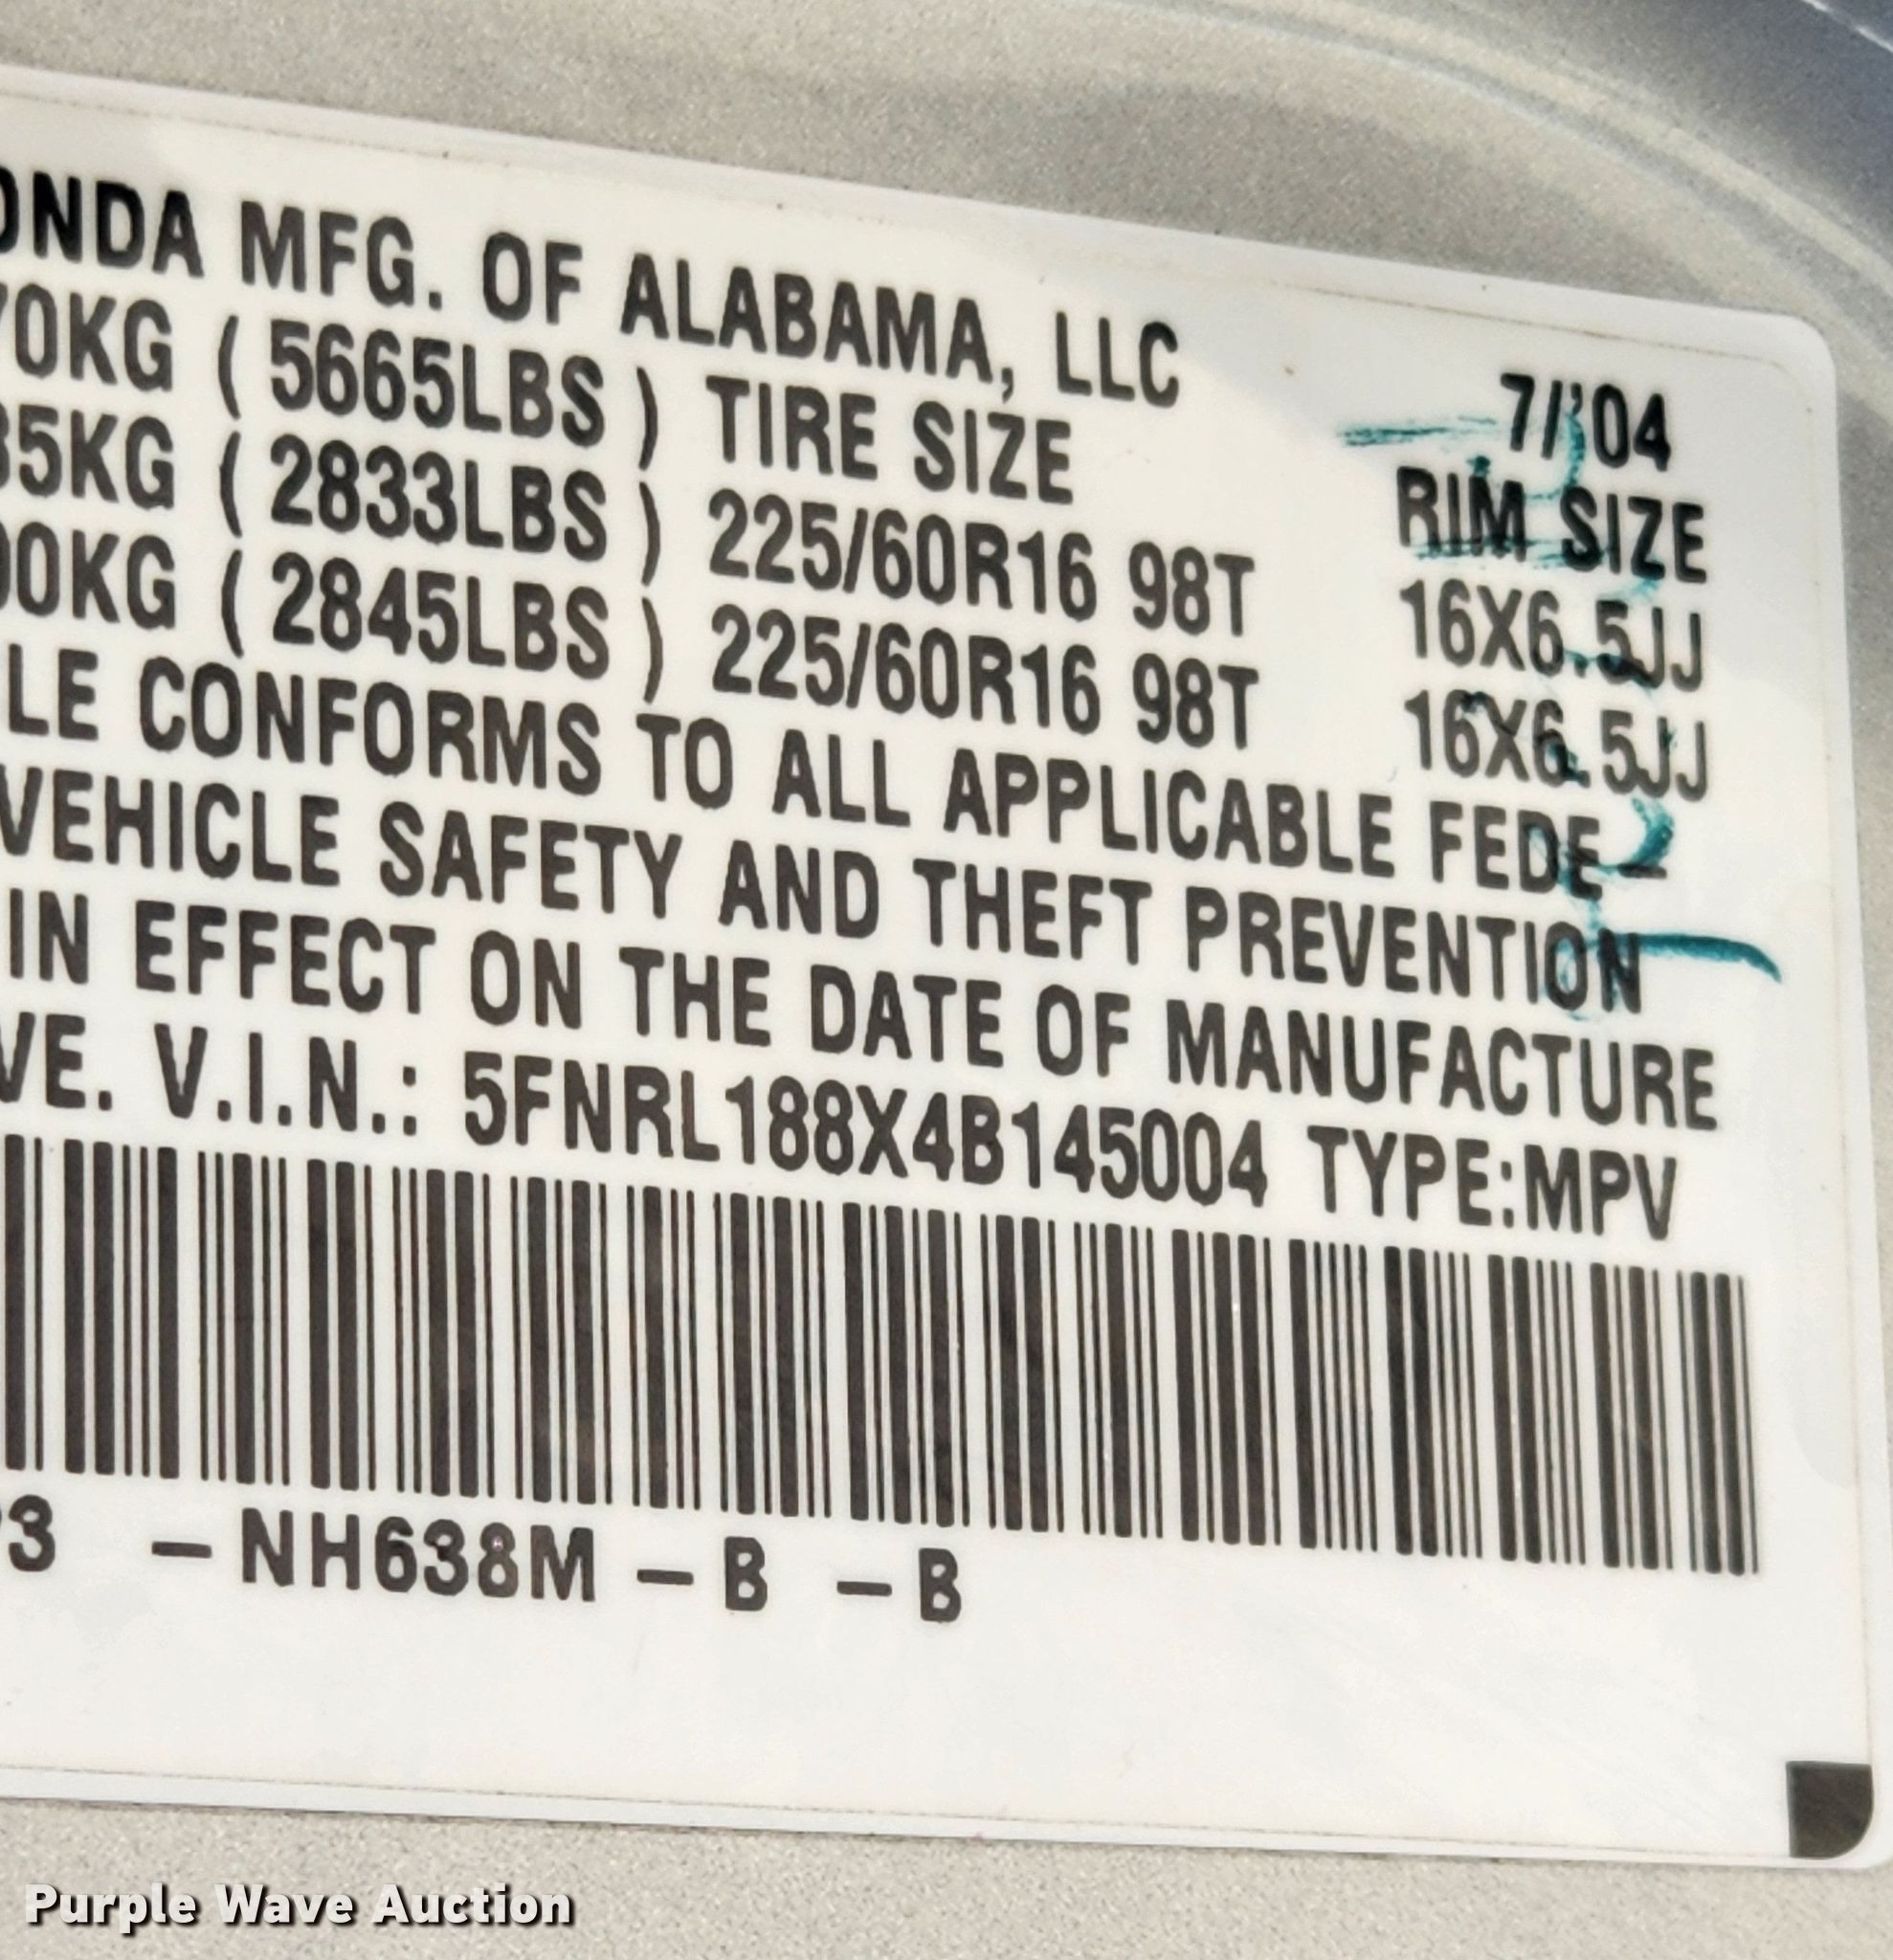 ONDA MFG. OF ALABAMA, LLC 7/'04
70KG ( 5665LBS ) TIRE SIZE RIM SIZE
85KG ( 2833LBS ) 225/60R16 98T 16X6.5JJ
00KG ( 2845LBS ) 225/60R16 98T 16X6.5JJ
LE CONFORMS TO ALL APPLICABLE FEDE-
VEHICLE SAFETY AND THEFT PREVENTION
IN EFFECT ON THE DATE OF MANUFACTURE
VE. V.I.N.: 5FNRL188X4B145004 TYPE:MPV
3 -NH638M -B -B
Purple Wave Auction